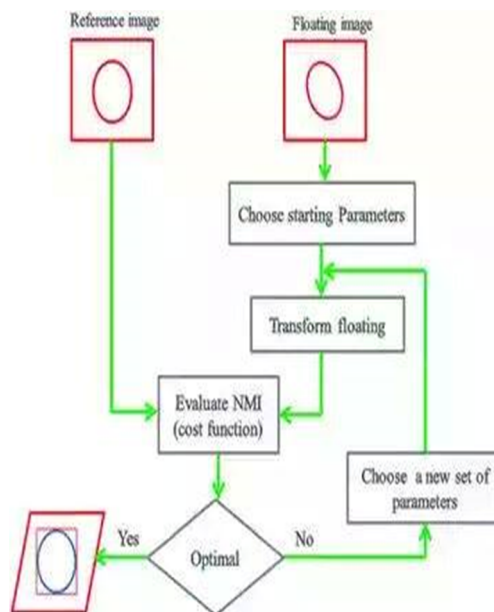 Reference image
Floating image
Choose starting Parameters
Transform floating
Evaluate NMI
(cost function)
Choose a new set of
parameters
Yes
Optimal
No